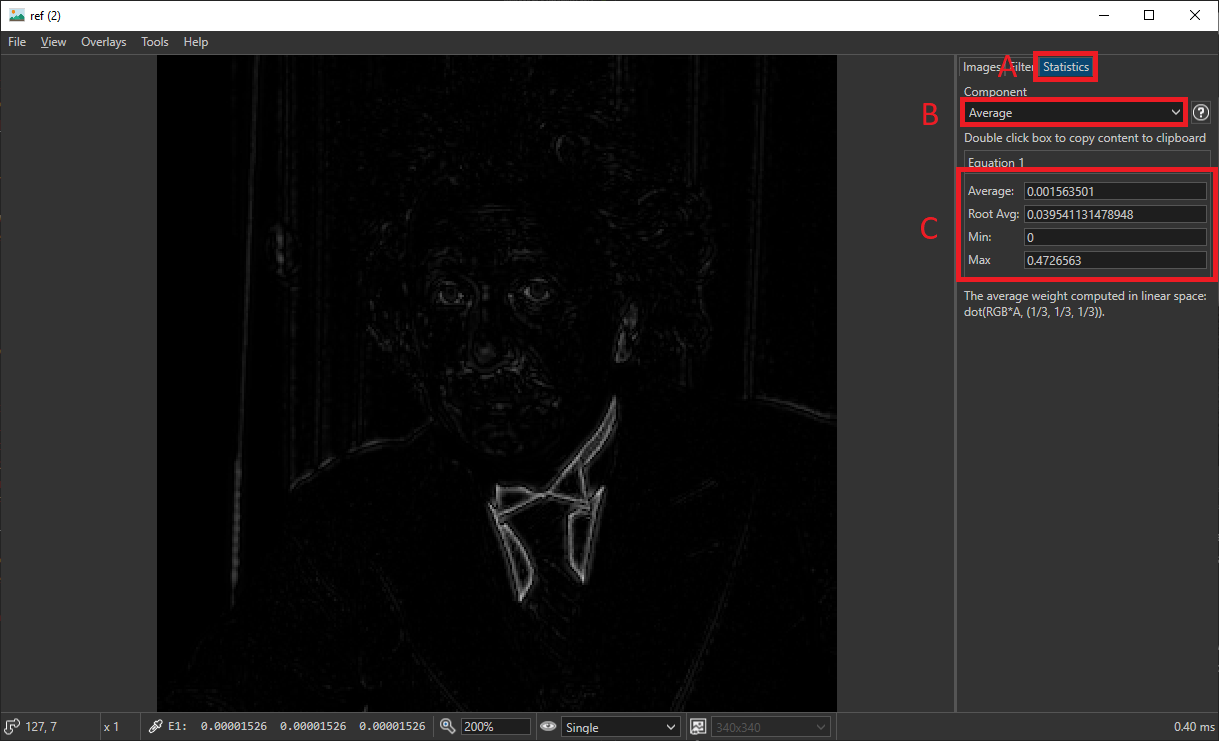 ref (2)
File View Overlays Tools Help
Images Filter Statistics
A
Component
B
Average
?
Double click box to copy content to clipboard
Equation 1
C
Average: 0.001563501
Root Avg: 0.039541131478948
Min: 0
Max 0.4726563
The average weight computed in linear space:
dot(RGB*A, (1/3, 1/3, 1/3)).
127, 7 x 1 E1: 0.00001526 0.00001526 0.00001526 200% Single 340x340 0.40 ms